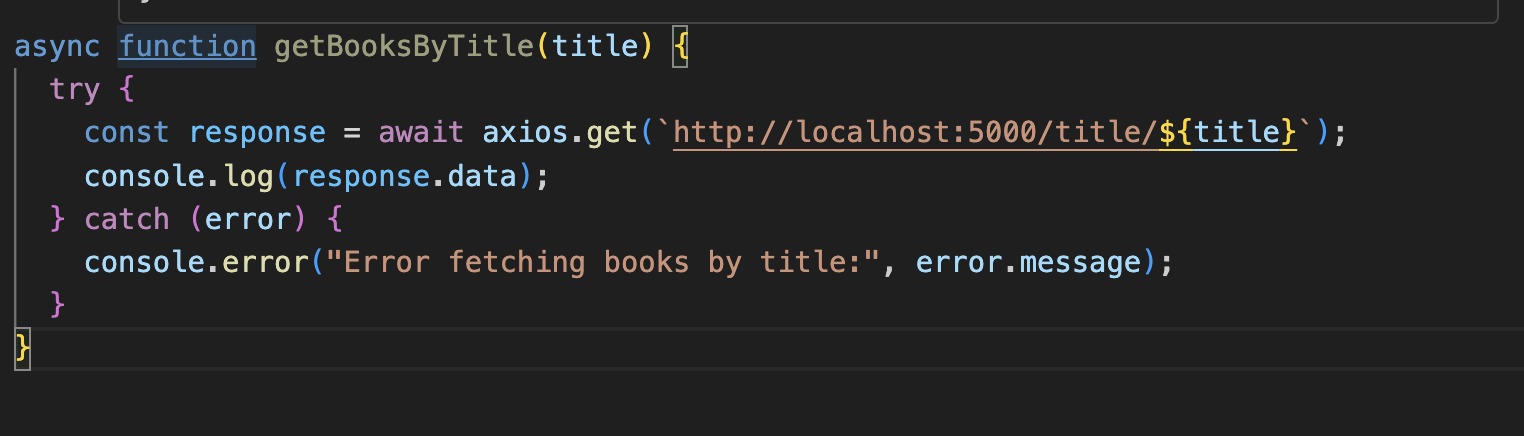 async function getBooksByTitle(title) {
  try {
    const response = await axios.get(`http://localhost:5000/title/${title}`);
    console.log(response.data);
  } catch (error) {
    console.error("Error fetching books by title:", error.message);
  }
}